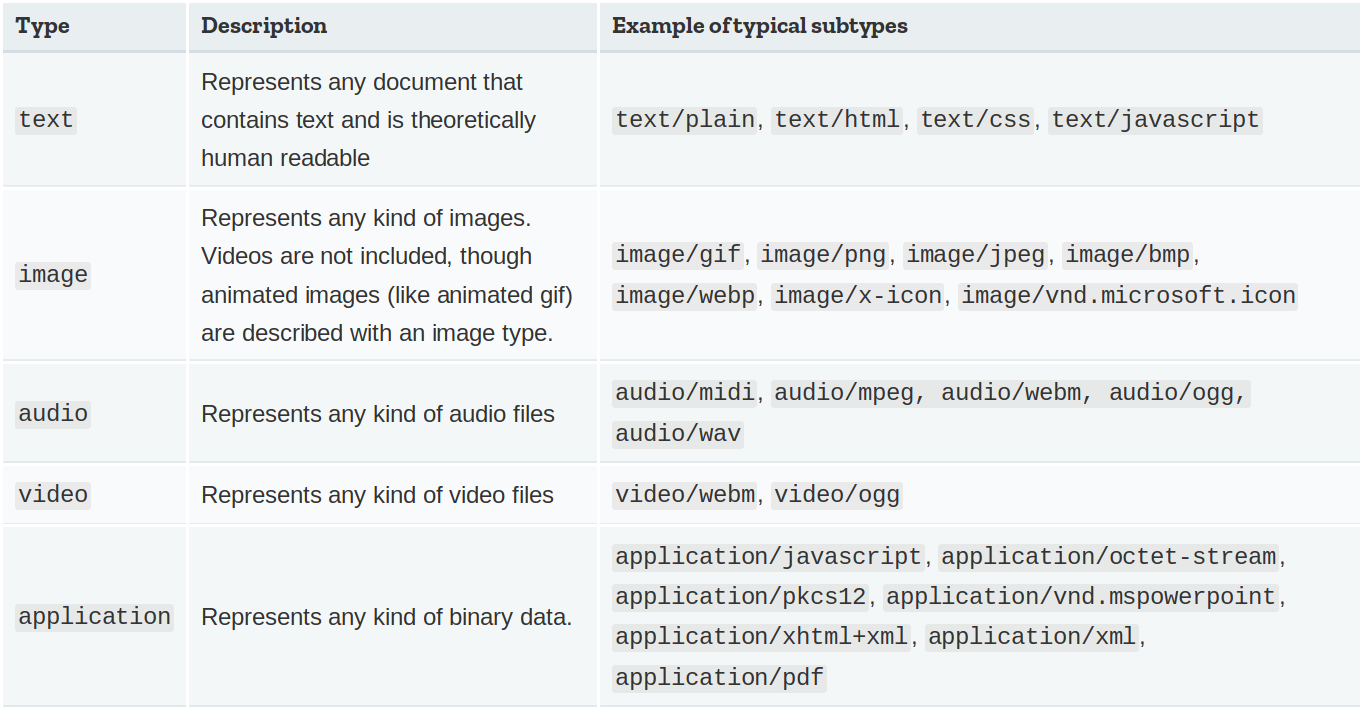 Type Description Example of typical subtypes
text
Represents any document that
contains text and is theoretically
human readable
text/plain, text/html, text/css, text/javascript
image
Represents any kind of images.
Videos are not included, though
animated images (like animated gif)
are described with an image type.
image/gif, image/png, image/jpeg, image/bmp,
image/webp, image/x-icon, image/vnd.microsoft.icon
audio
Represents any kind of audio files
audio/midi, audio/mpeg, audio/webm, audio/ogg,
audio/wav
video
Represents any kind of video files
video/webm, video/ogg
application
Represents any kind of binary data.
application/javascript, application/octet-stream,
application/pkcs12, application/vnd.mspowerpoint,
application/xhtml+xml, application/xml,
application/pdf